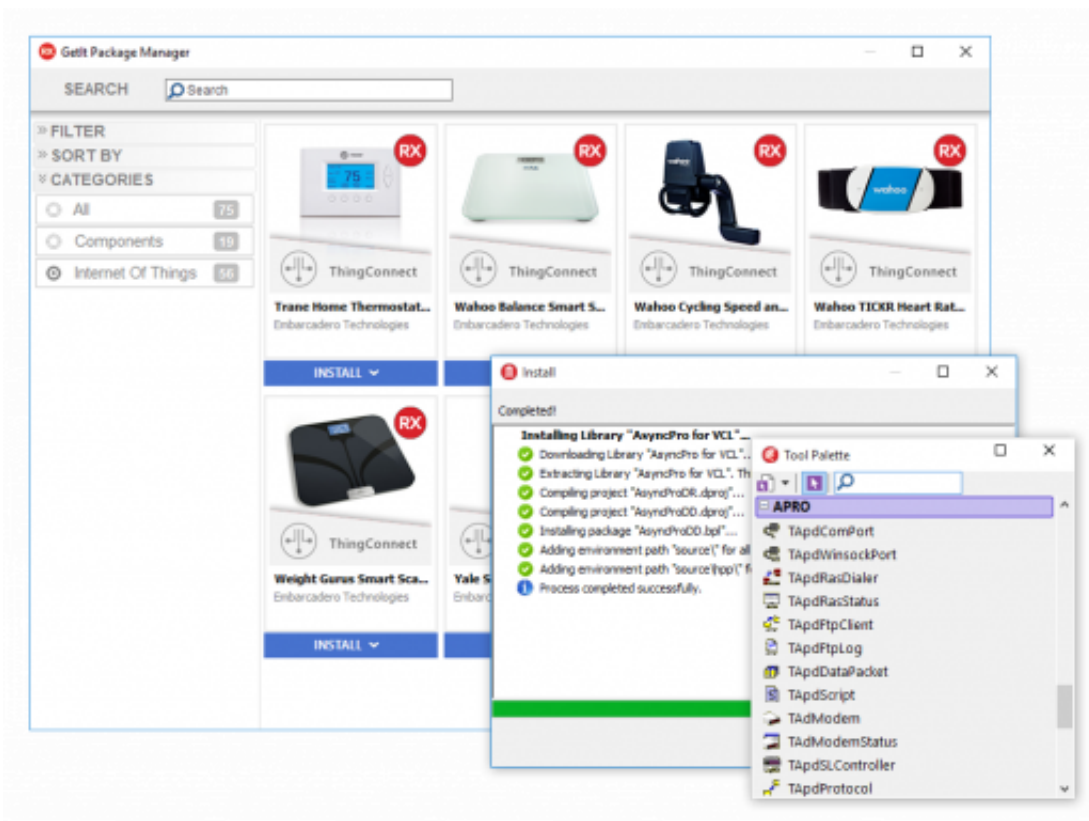 GetIt Package Manager
SEARCH
Search
FILTER
SORT BY
CATEGORIES
All 75
Components 19
Internet Of Things 56
RX
RX
RX
RX
75
wahoo
wahoo
ThingConnect
ThingConnect
ThingConnect
ThingConnect
Trane Home Thermostat...
Embarcadero Technologies
Wahoo Balance Smart S...
Embarcadero Technologies
Wahoo Cycling Speed an...
Embarcadero Technologies
Wahoo TICKR Heart Rat...
Embarcadero Technologies
INSTALL
RX
ThingConnect
Weight Gurus Smart Sca...
Embarcadero Technologies
Yale S
Embarc
INSTALL
Install
Completed!
Installing Library "AsyncPro for VCL"...
Downloading Library "AsyncPro for VCL"..
Extracting Library "AsyncPro for VCL". Th
Compiling project "AsyncProDR.dproj"...
Compiling project "AsyncProDD.dproj"...
Installing package "AsyncProDD.bpl"....
Adding environment path "source\" for all
Adding environment path "source\hpp\" f
Process completed successfully.
Tool Palette
APRO
TApdComPort
TApdWinsockPort
TApdRasDialer
TApdRasStatus
TApdFtpClient
TApdFtpLog
TApdDataPacket
TApdScript
TAdModem
TAdModemStatus
TApdSLController
TApdProtocol